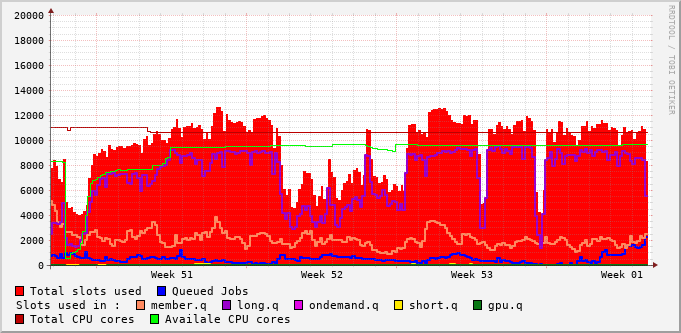 RRDTOOL / TOBI OETIKER
20000
18000
16000
14000
12000
10000
8000
6000
4000
2000
0
Week 51 Week 52 Week 53 Week 01
Total slots used Queued Jobs
Slots used in : member.q long.q ondemand.q short.q gpu.q
Total CPU cores Availale CPU cores